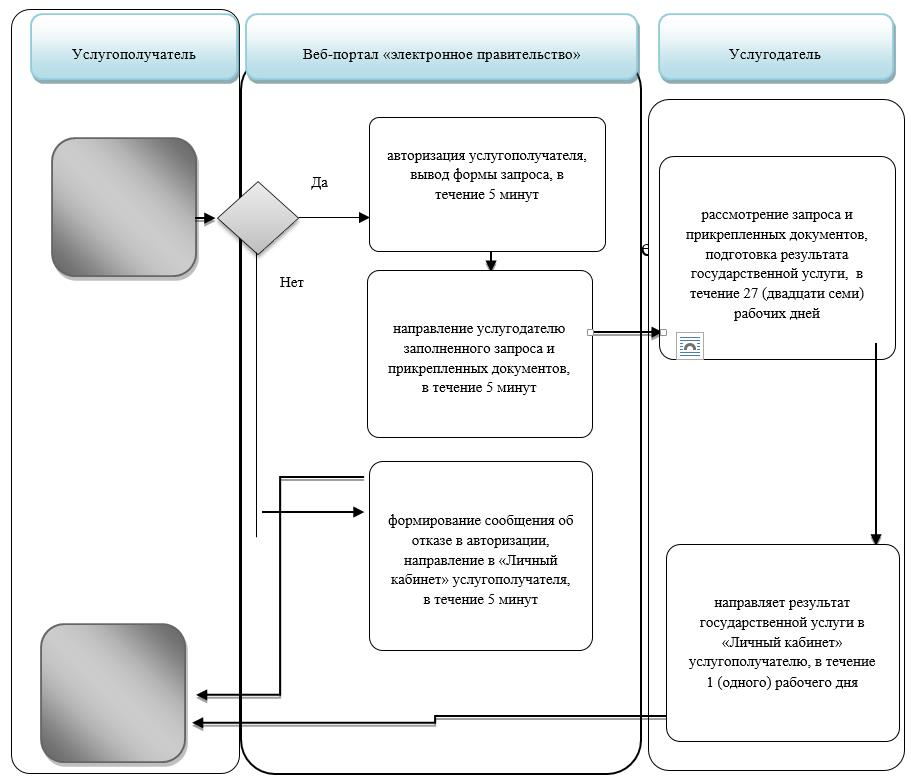 Услугополучатель
Веб-портал «электронное правительство»
Услугодатель
Да
авторизация услугополучателя,
вывод формы запроса, в
течение 5 минут
рассмотрение запроса и
прикрепленных документов,
подготовка результата
государственной услуги, в
течение 27 (двадцати семи)
рабочих дней
е
Нет
направление услугодателю
заполненного запроса и
прикрепленных документов,
в течение 5 минут
формирование сообщения об
отказе в авторизации,
направление в «Личный
кабинет» услугополучателя,
в течение 5 минут
направляет результат
государственной услуги в
«Личный кабинет»
услугополучателю, в течение
1 (одного) рабочего дня